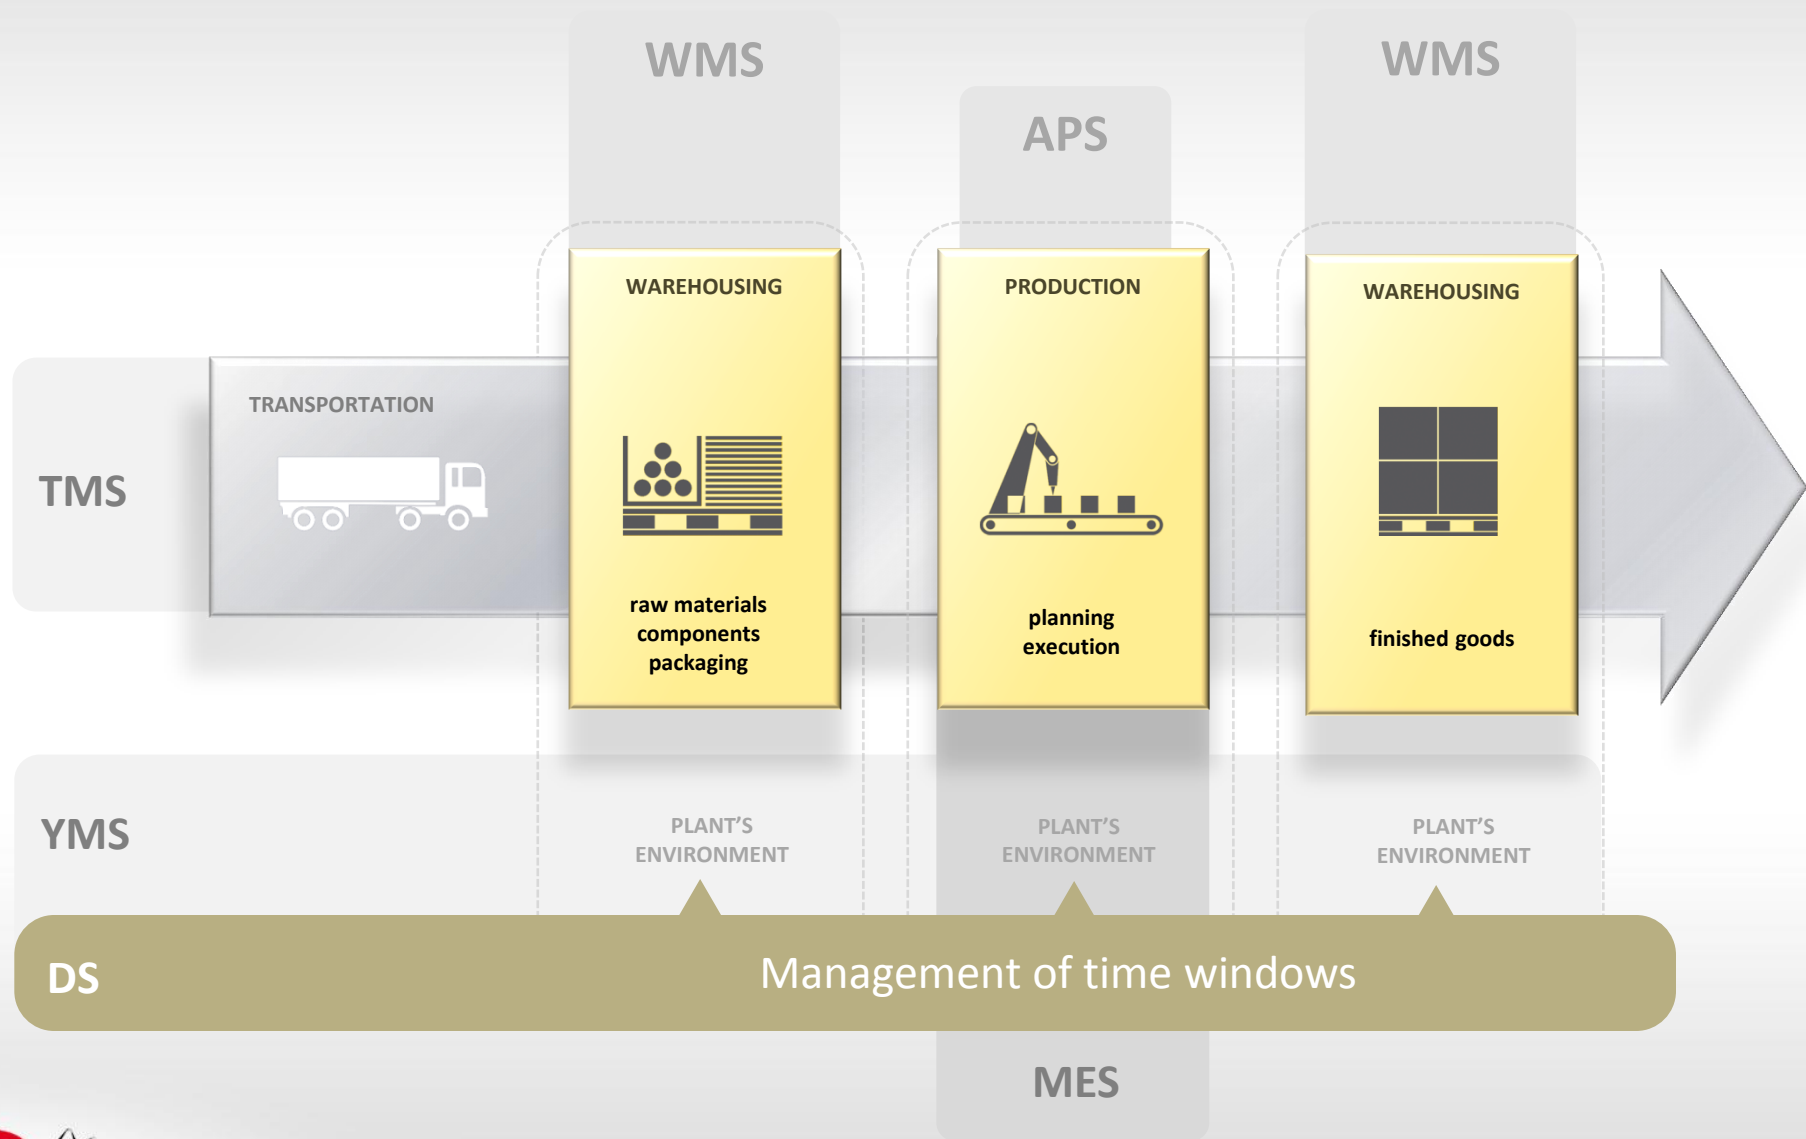 WMS
WMS
APS
WAREHOUSING
PRODUCTION
WAREHOUSING
TRANSPORTATION
TMS
raw materials
components
packaging
planning
execution
finished goods
YMS
PLANT'S
ENVIRONMENT
PLANT'S
ENVIRONMENT
PLANT'S
ENVIRONMENT
DS
Management of time windows
MES